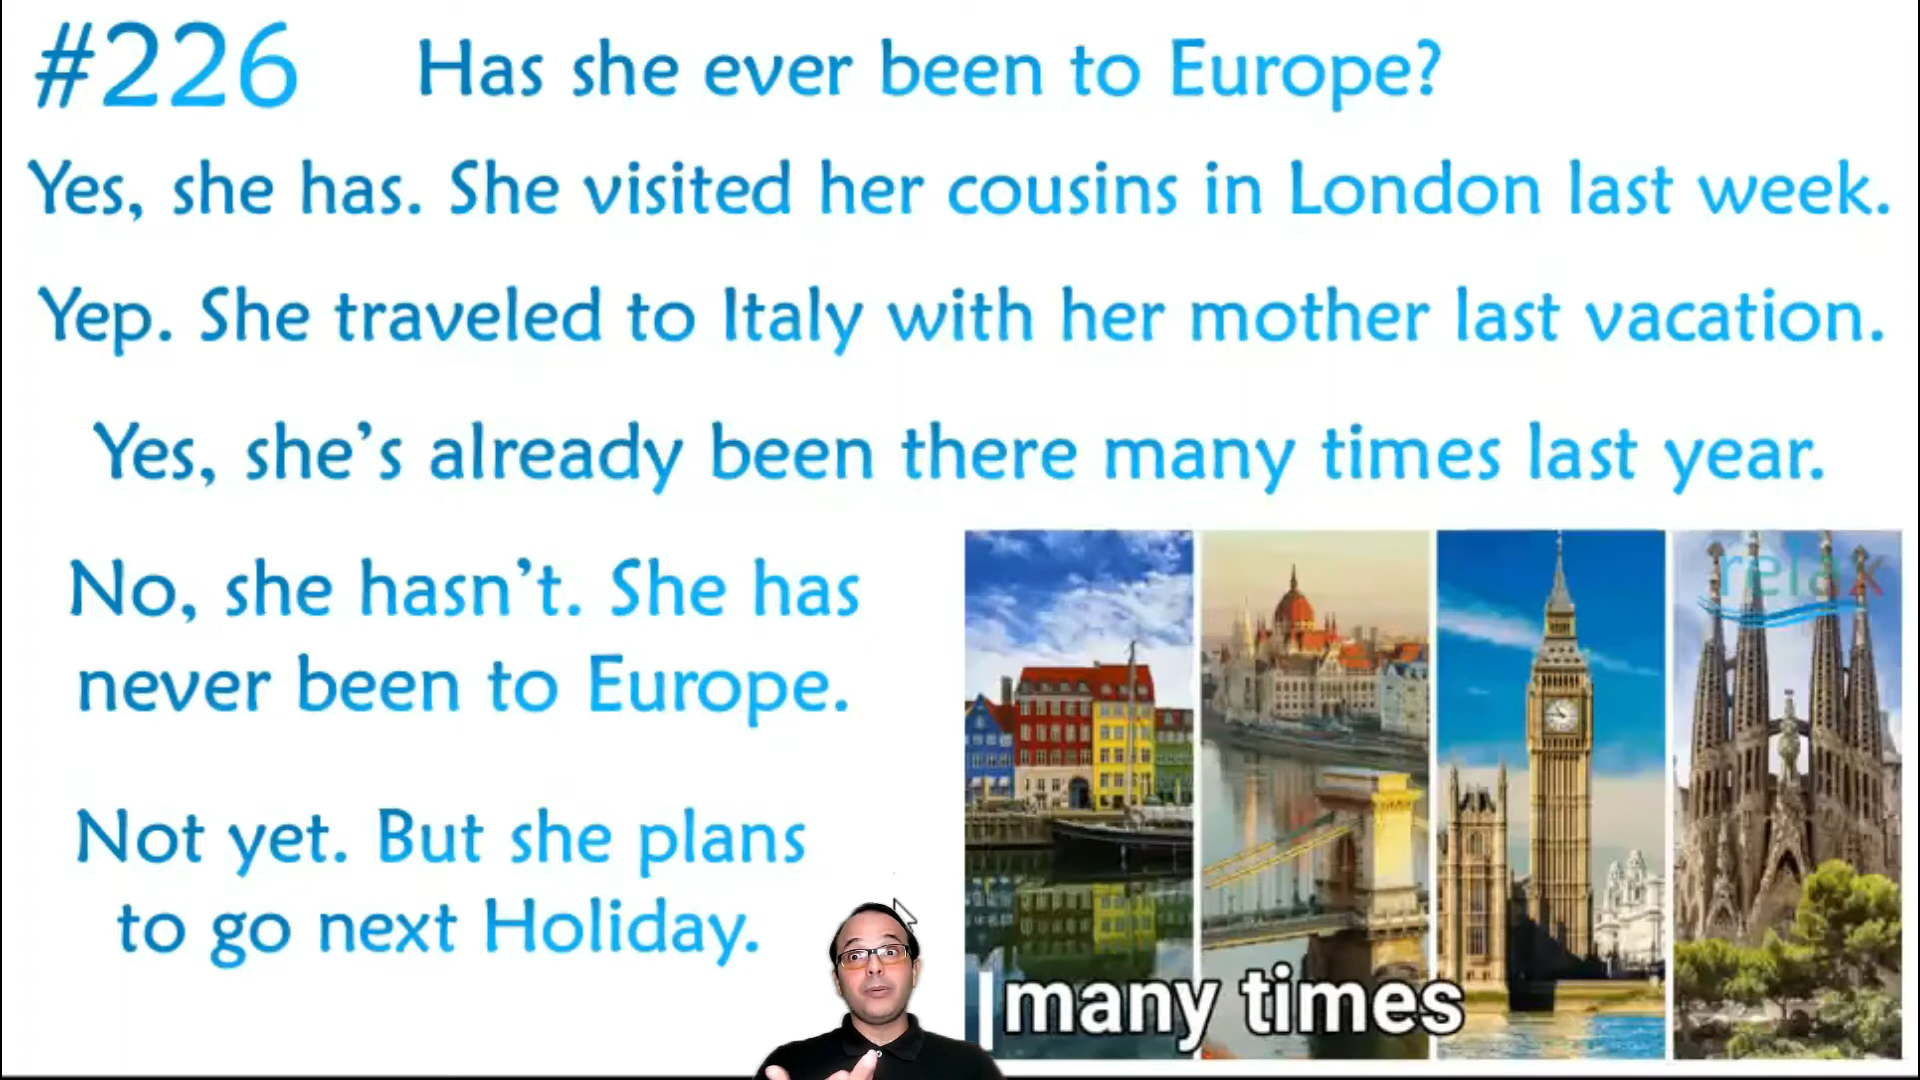 #226 Has she ever been to Europe?
Yes, she has. She visited her cousins in London last week.
Yep. She traveled to Italy with her mother last vacation.
Yes, she's already been there many times last year.
No, she hasn't. She has
never been to Europe.
Not yet. But she plans
to go next Holiday.
relax
many times